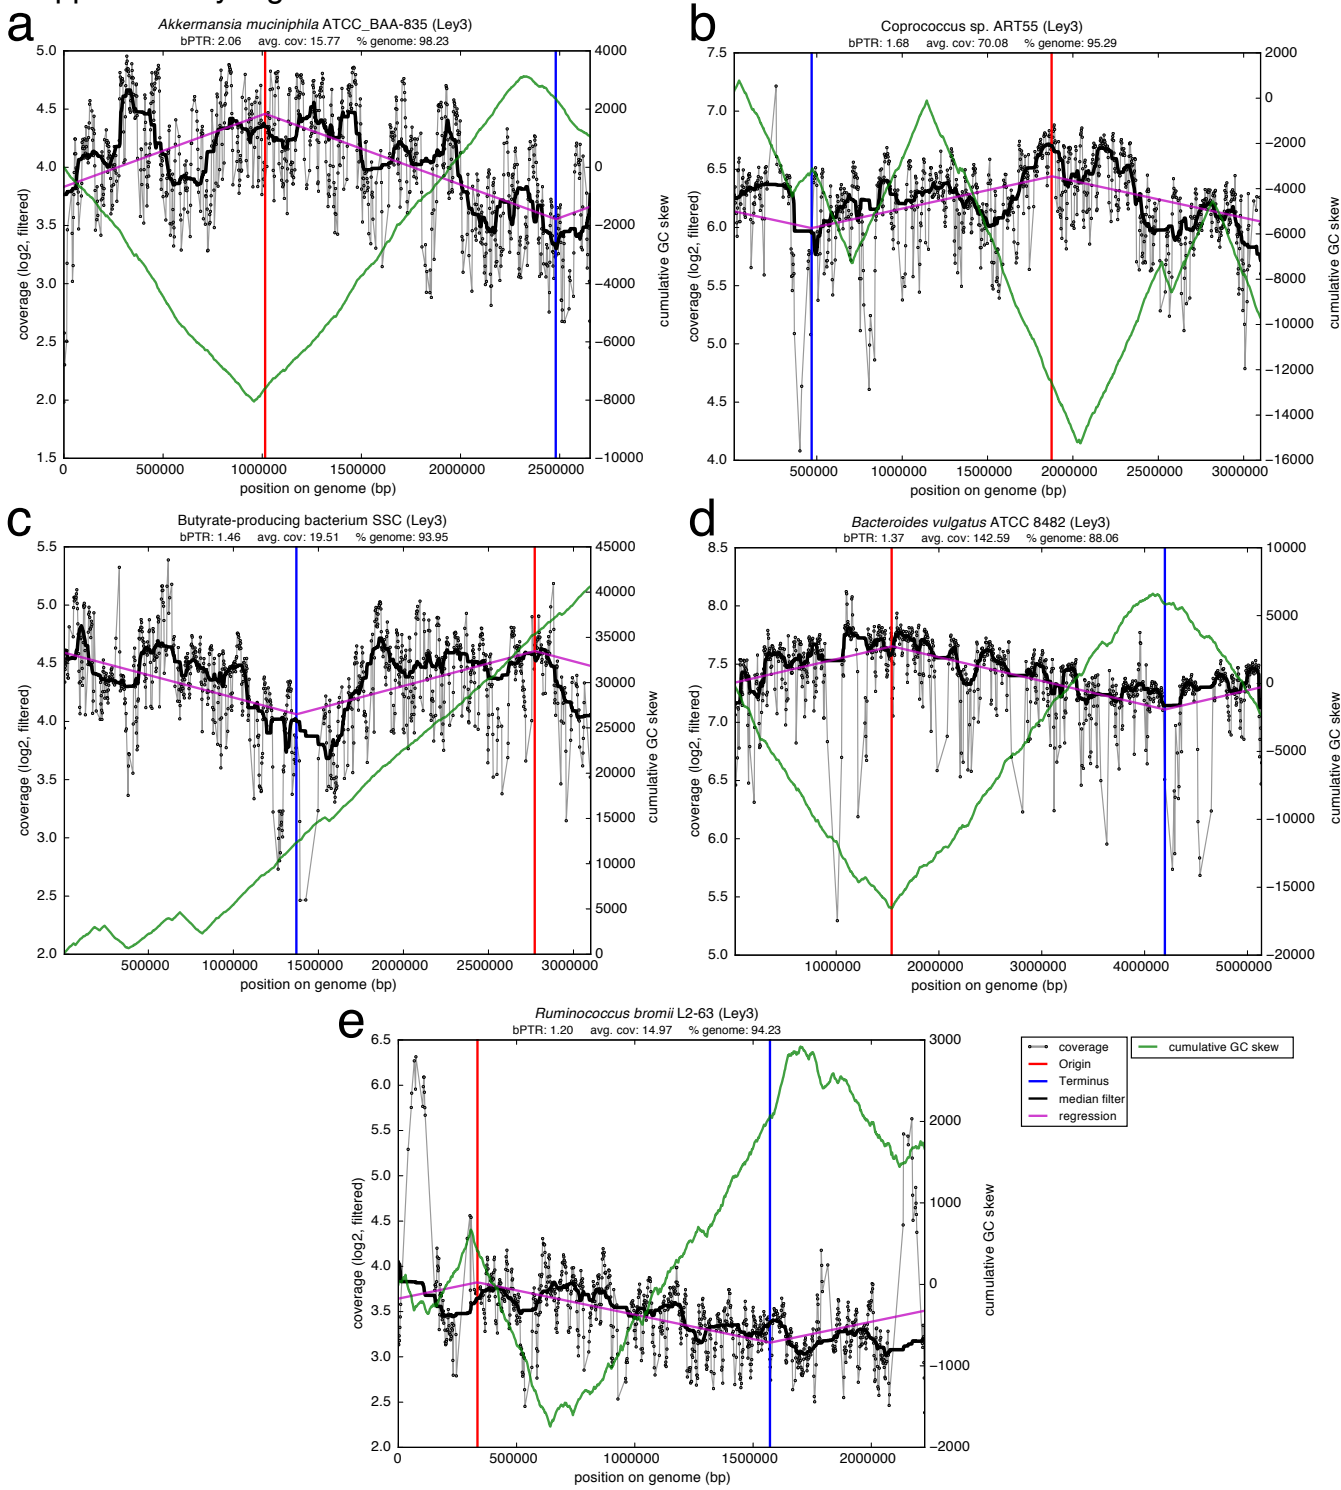 a
Akkermansia muciniphila ATCC_BAA-835 (Ley3)
bPTR: 2.06 avg. cov: 15.77 % genome: 98.23
5.0
4.5
4.0
3.5
3.0
2.5
2.0
1.5
coverage (log2, filtered)
4000
2000
0
−2000
−4000
−6000
−8000
−10000
cumulative GC skew
0 500000 1000000 1500000 2000000 2500000
position on genome (bp)
b
Coprococcus sp. ART55 (Ley3)
bPTR: 1.68 avg. cov: 70.08 % genome: 95.29
7.5
7.0
6.5
6.0
5.5
5.0
4.5
4.0
coverage (log2, filtered)
2000
0
−2000
−4000
−6000
−8000
−10000
−12000
−14000
−16000
cumulative GC skew
500000 1000000 1500000 2000000 2500000 3000000
position on genome (bp)
c
Butyrate-producing bacterium SSC (Ley3)
bPTR: 1.46 avg. cov: 19.51 % genome: 93.95
5.5
5.0
4.5
4.0
3.5
3.0
2.5
2.0
coverage (log2, filtered)
45000
40000
35000
30000
25000
20000
15000
10000
5000
0
cumulative GC skew
500000 1000000 1500000 2000000 2500000 3000000
position on genome (bp)
d
Bacteroides vulgatus ATCC 8482 (Ley3)
bPTR: 1.37 avg. cov: 142.59 % genome: 88.06
8.5
8.0
7.5
7.0
6.5
6.0
5.5
5.0
coverage (log2, filtered)
10000
5000
0
−5000
−10000
−15000
−20000
cumulative GC skew
1000000 2000000 3000000 4000000 5000000
position on genome (bp)
e
Ruminococcus bromii L2-63 (Ley3)
bPTR: 1.20 avg. cov: 14.97 % genome: 94.23
6.5
6.0
5.5
5.0
4.5
4.0
3.5
3.0
2.5
2.0
coverage (log2, filtered)
3000
2000
1000
0
−1000
−2000
cumulative GC skew
0 500000 1000000 1500000 2000000
position on genome (bp)
coverage
Origin
Terminus
median filter
regression
cumulative GC skew